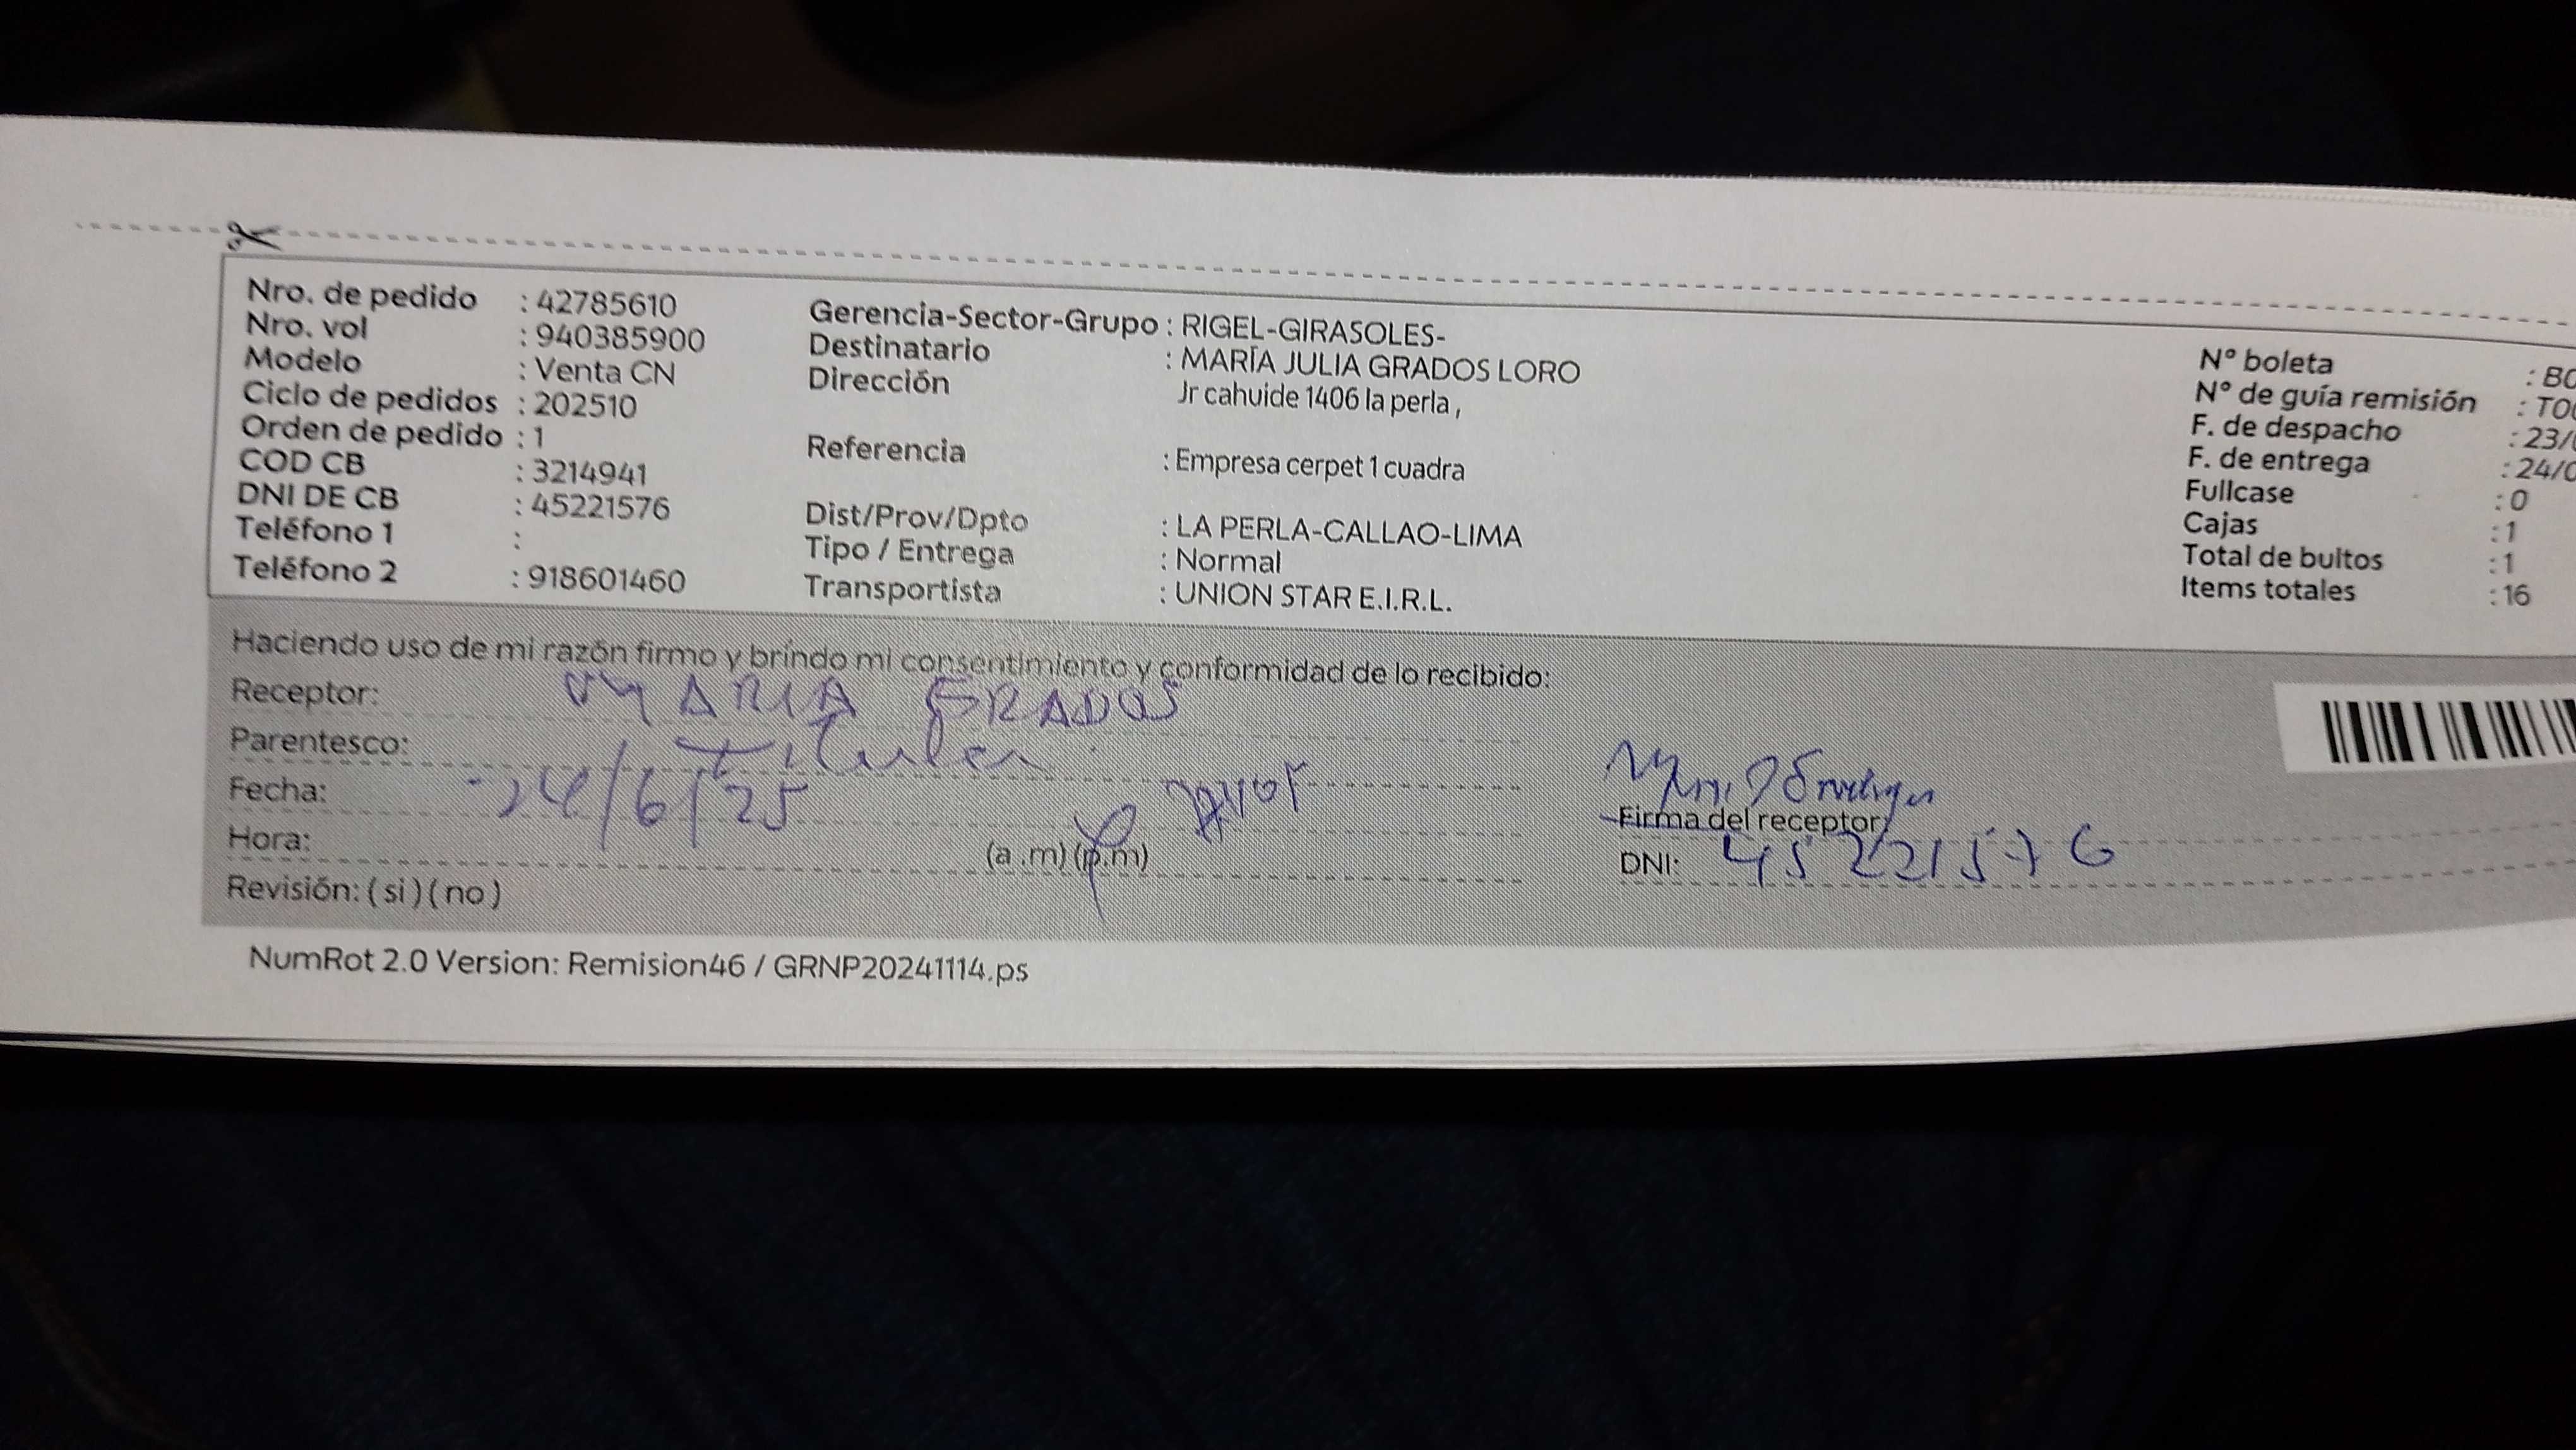 Nro. de pedido : 42785610
Nro. vol : 940385900
Modelo : Venta CN
Ciclo de pedidos : 202510
Orden de pedido : 1
COD CB : 3214941
DNI DE CB : 45221576
Teléfono 1 :
Teléfono 2 : 918601460
Gerencia-Sector-Grupo : RIGEL-GIRASOLES-
Destinatario : MARÍA JULIA GRADOS LORO
Dirección Jr cahuide 1406 la perla ,
Referencia : Empresa cerpet 1 cuadra
Dist/Prov/Dpto : LA PERLA-CALLAO-LIMA
Tipo / Entrega : Normal
Transportista : UNION STAR E.I.R.L.
N° boleta : B0
N° de guía remisión : T00
F. de despacho : 23/
F. de entrega : 24/0
Fullcase : 0
Cajas : 1
Total de bultos : 1
Items totales : 16
Haciendo uso de mi razón firmo y brindo mi consentimiento y conformidad de lo recibido:
Receptor: MARIA GRADOS
Parentesco: Titular
Fecha: 24/6/25
Hora: (a .m) (p.m)
Revisión: ( si ) ( no )
Firma del receptor
DNI: 45221576
NumRot 2.0 Version: Remision46 / GRNP20241114.ps